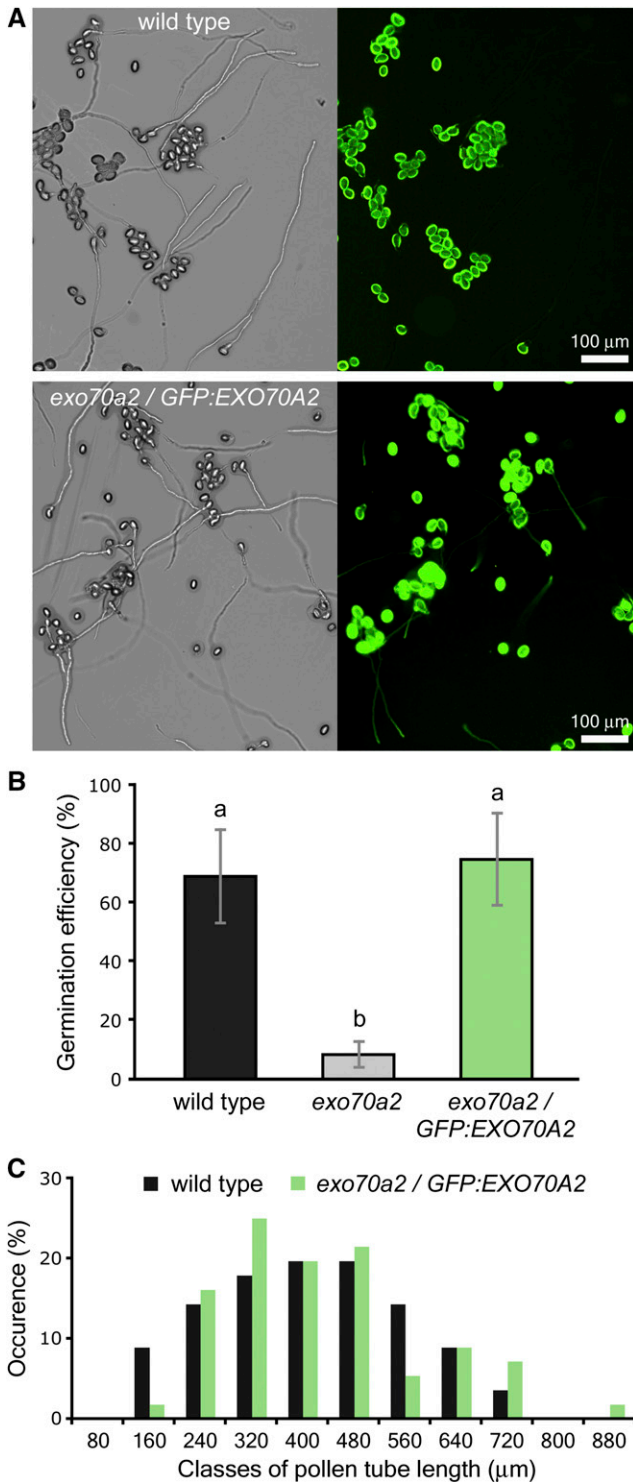 A
wild type
100 μm
exo70a2 / GFP:EXO70A2
100 μm
B
Germination efficiency (%)
100
80
60
40
20
0
a
b
a
wild type
exo70a2
exo70a2 /
GFP:EXO70A2
C
wild type
exo70a2 / GFP:EXO70A2
Occurence (%)
30
20
10
0
80 160 240 320 400 480 560 640 720 800 880
Classes of pollen tube length (μm)